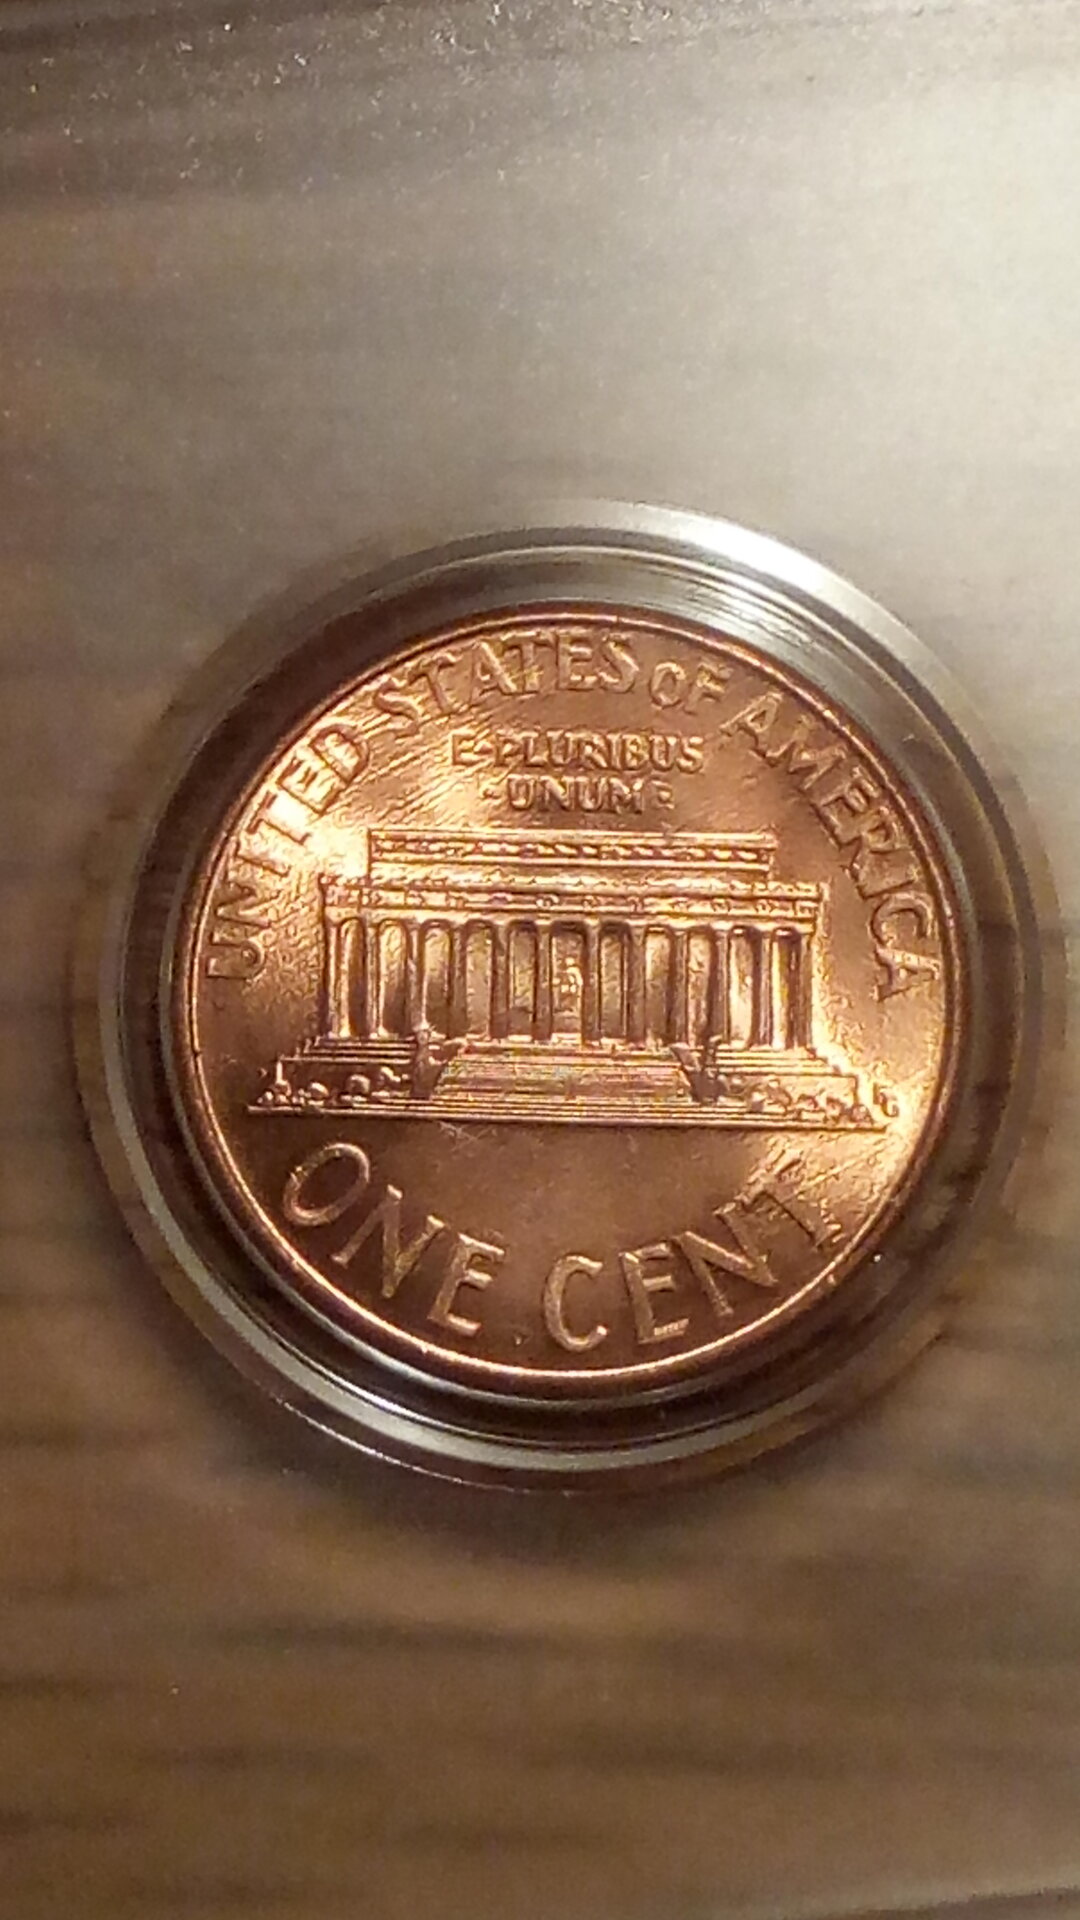 UNITED STATES OF AMERICA
E·PLURIBUS
·UNUM·
ONE CENT